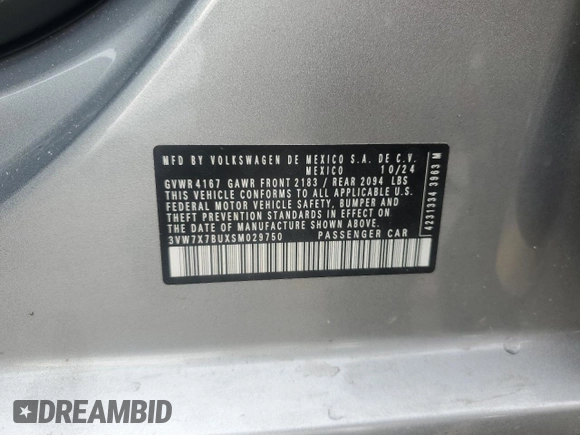 MFD BY VOLKSWAGEN DE MEXICO S.A. DE C.V.
MEXICO 10/24
GVWR 4167 GAWR FRONT 2183 / REAR 2094 LBS
THIS VEHICLE CONFORMS TO ALL APPLICABLE U.S.
FEDERAL MOTOR VEHICLE SAFETY, BUMPER AND
THEFT PREVENTION STANDARDS IN EFFECT ON THE
DATE OF MANUFACTURE SHOWN ABOVE.
3VW7X7BUXSM029750 PASSENGER CAR
4231334 3963 M
DREAMBID